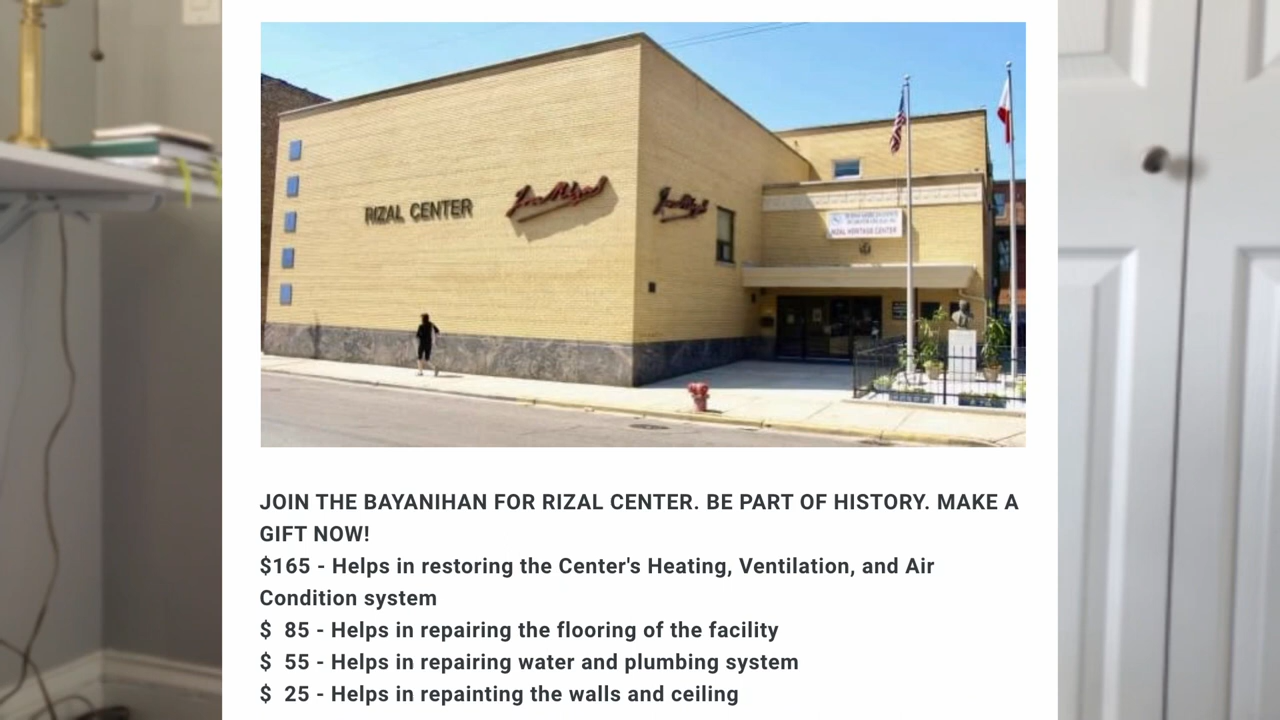 RIZAL CENTER
Jose Rizal
RIZAL HERITAGE CENTER
JOIN THE BAYANIHAN FOR RIZAL CENTER. BE PART OF HISTORY. MAKE A
GIFT NOW!
$165 - Helps in restoring the Center's Heating, Ventilation, and Air
Condition system
$ 85 - Helps in repairing the flooring of the facility
$ 55 - Helps in repairing water and plumbing system
$ 25 - Helps in repainting the walls and ceiling